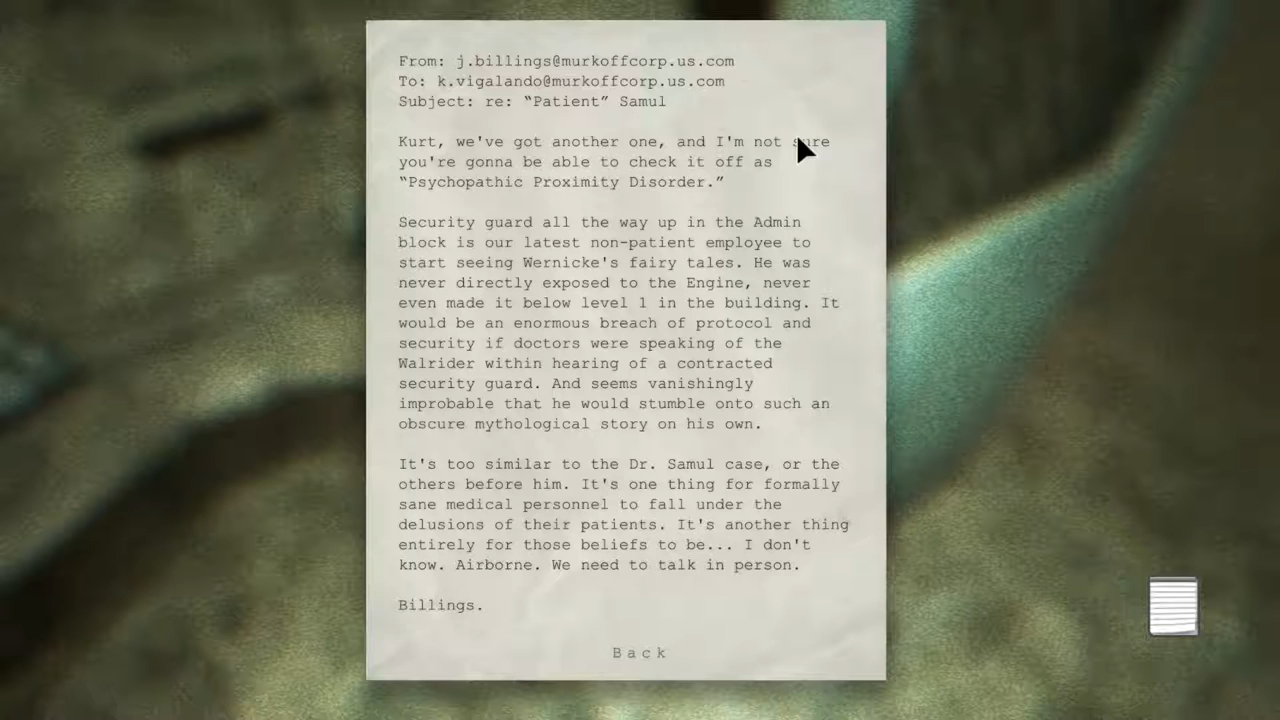 From: j.billings@murkoffcorp.us.com
To: k.vigalando@murkoffcorp.us.com
Subject: re: “Patient” Samul
Kurt, we've got another one, and I'm not sure
you're gonna be able to check it off as
“Psychopathic Proximity Disorder.”
Security guard all the way up in the Admin
block is our latest non-patient employee to
start seeing Wernicke's fairy tales. He was
never directly exposed to the Engine, never
even made it below level 1 in the building. It
would be an enormous breach of protocol and
security if doctors were speaking of the
Walrider within hearing of a contracted
security guard. And seems vanishingly
improbable that he would stumble onto such an
obscure mythological story on his own.
It's too similar to the Dr. Samul case, or the
others before him. It's one thing for formally
sane medical personnel to fall under the
delusions of their patients. It's another thing
entirely for those beliefs to be... I don't
know. Airborne. We need to talk in person.
Billings.
Back